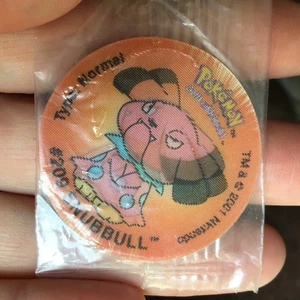 Type: Normal
Pokémon
#209 SNUBBULL™
TM & © 2001 Nintendo